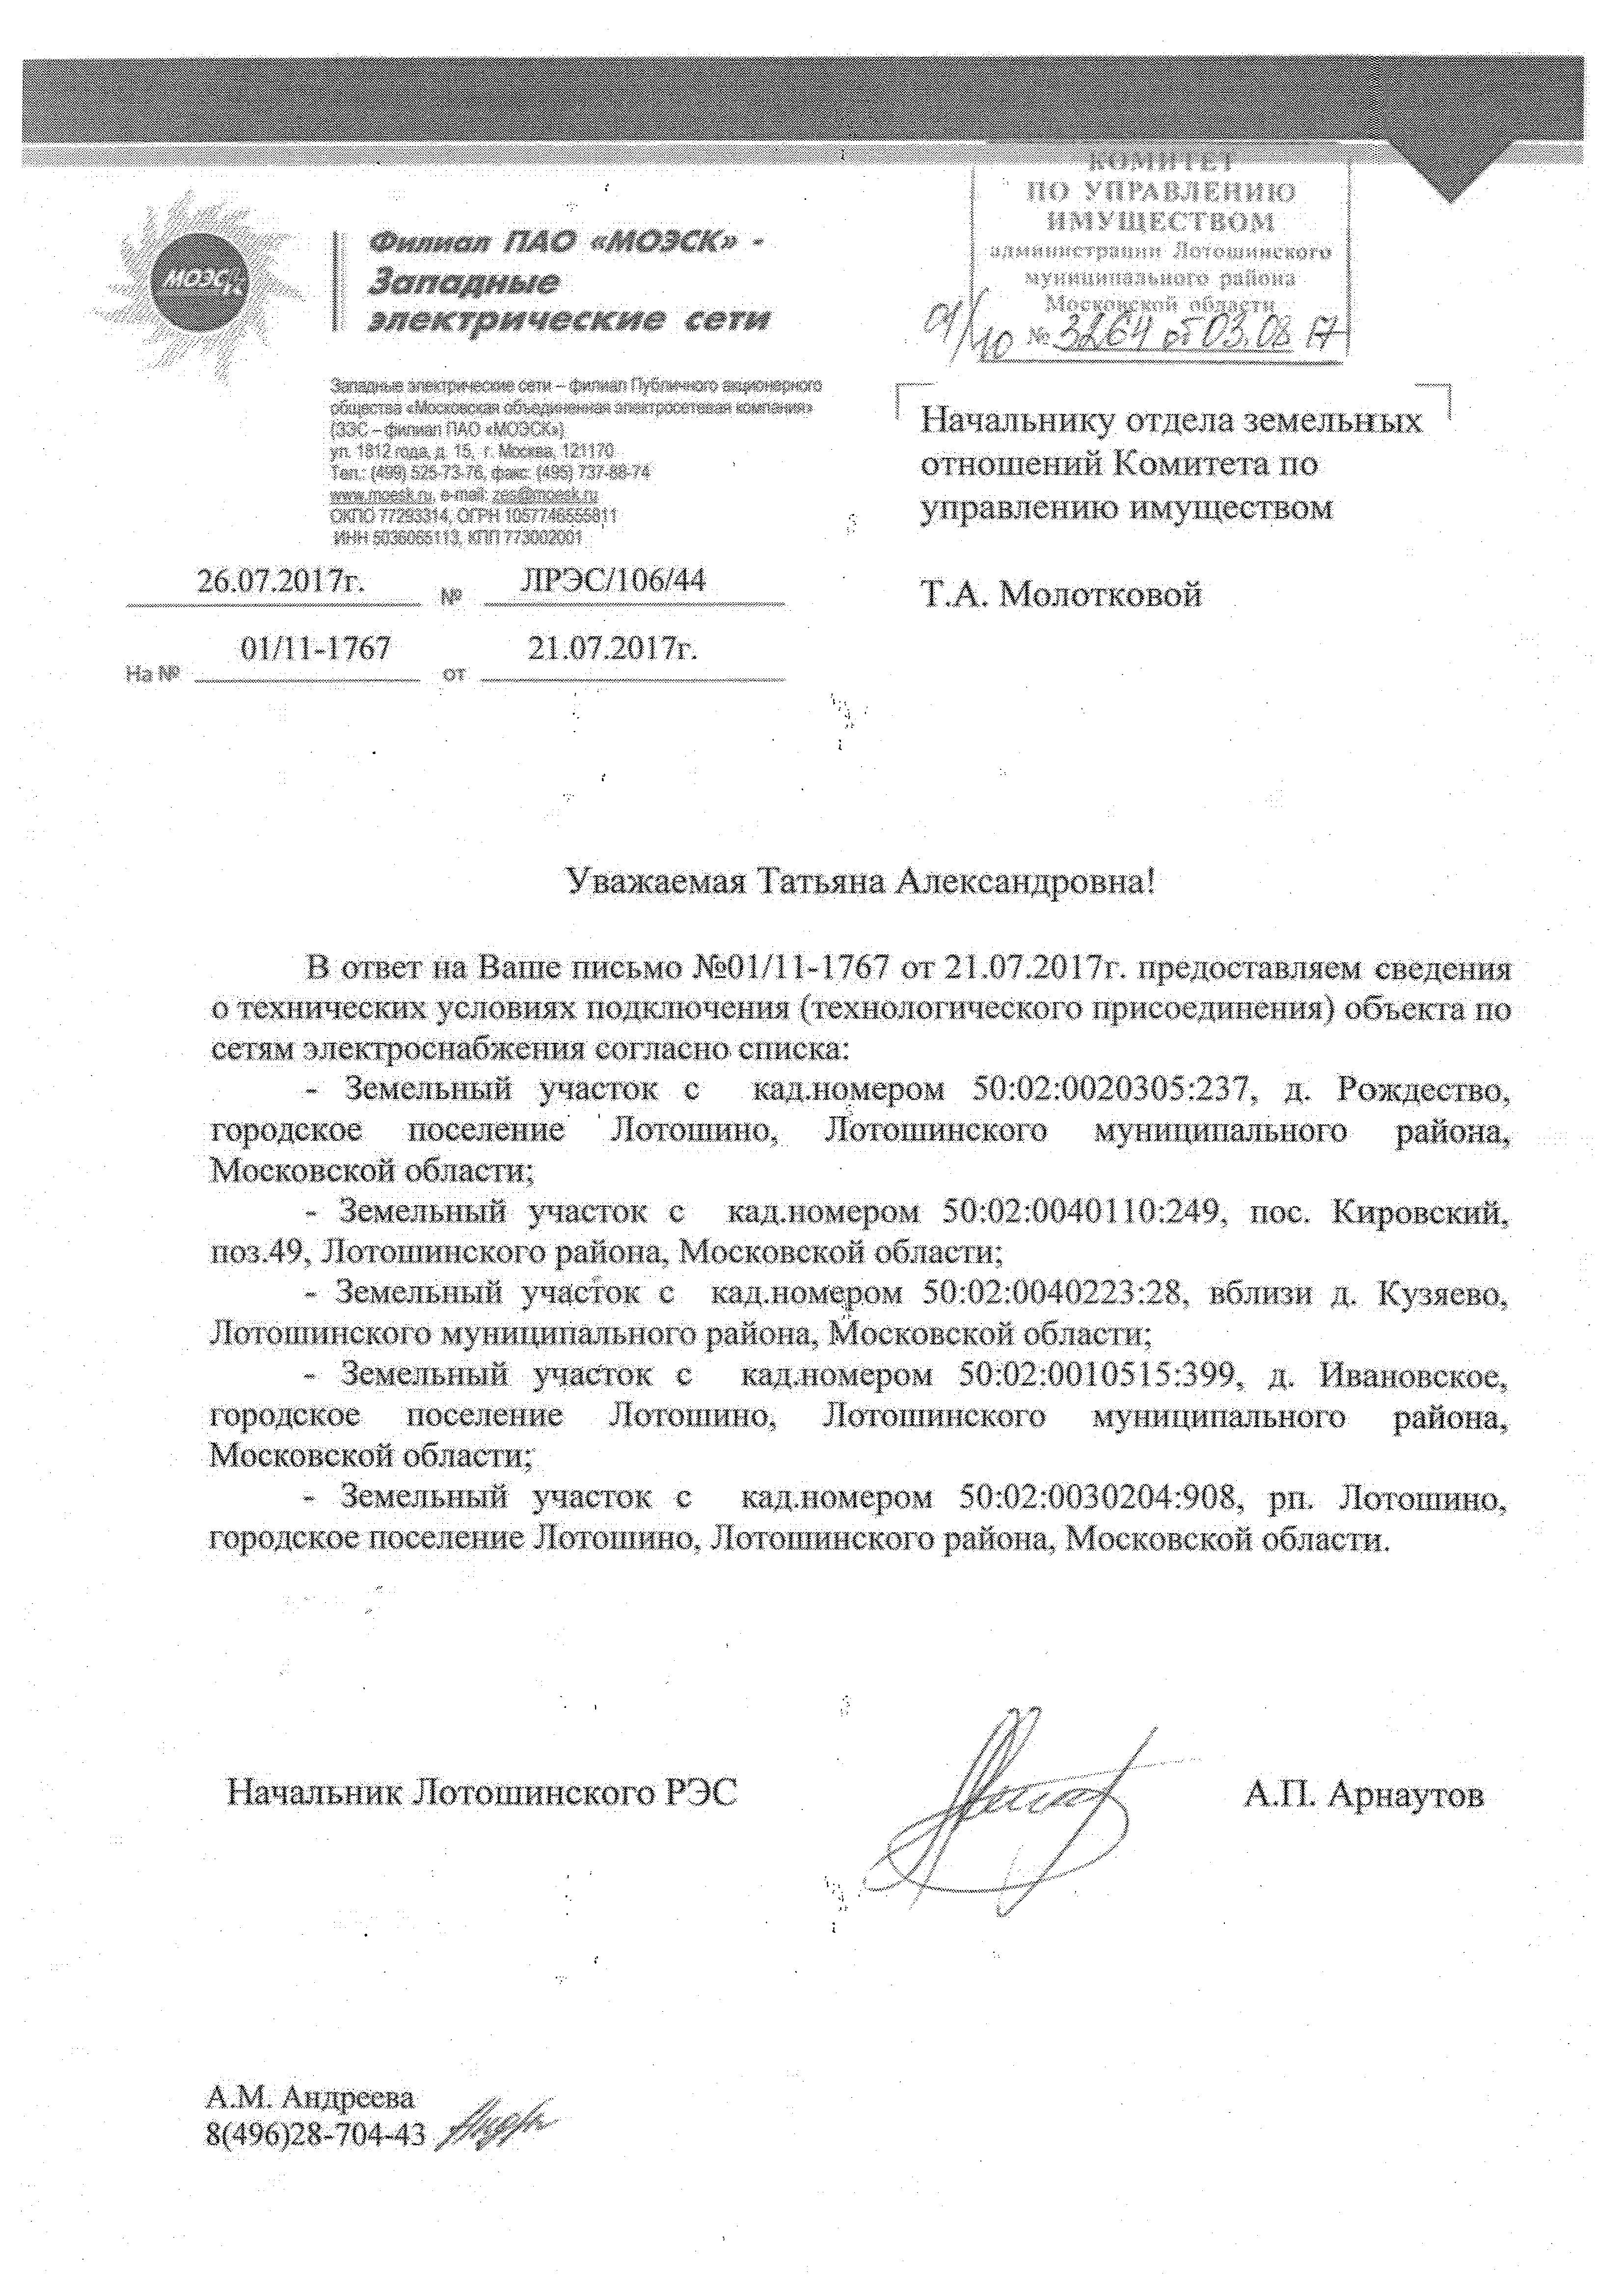 КОМИТЕТ
ПО УПРАВЛЕНИЮ
ИМУЩЕСТВОМ
администрации Лотошинского
муниципального района
Московской области
01/10 № 3264 от 03.08 17
МОЭСК
Филиал ПАО «МОЭСК» -
Западные
электрические сети
Западные электрические сети – филиал Публичного акционерного
общества «Московская объединенная электросетевая компания»
(ЗЭС – филиал ПАО «МОЭСК»)
ул. 1812 года, д. 15, г. Москва, 121170
Тел.: (499) 525-73-76, факс: (495) 737-88-74
www.moesk.ru, e-mail: zes@moesk.ru
ОКПО 77293314, ОГРН 1057746555811
ИНН 5036065113, КПП 773002001
26.07.2017г. № ЛРЭС/106/44
На № 01/11-1767 от 21.07.2017г.
Начальнику отдела земельных
отношений Комитета по
управлению имуществом
Т.А. Молотковой
Уважаемая Татьяна Александровна!
В ответ на Ваше письмо №01/11-1767 от 21.07.2017г. предоставляем сведения
о технических условиях подключения (технологического присоединения) объекта по
сетям электроснабжения согласно списка:
- Земельный участок с кад.номером 50:02:0020305:237, д. Рождество,
городское поселение Лотошино, Лотошинского муниципального района,
Московской области;
- Земельный участок с кад.номером 50:02:0040110:249, пос. Кировский,
поз.49, Лотошинского района, Московской области;
- Земельный участок с кад.номером 50:02:0040223:28, вблизи д. Кузяево,
Лотошинского муниципального района, Московской области;
- Земельный участок с кад.номером 50:02:0010515:399, д. Ивановское,
городское поселение Лотошино, Лотошинского муниципального района,
Московской области;
- Земельный участок с кад.номером 50:02:0030204:908, рп. Лотошино,
городское поселение Лотошино, Лотошинского района, Московской области.
Начальник Лотошинского РЭС А.П. Арнаутов
А.М. Андреева
8(496)28-704-43